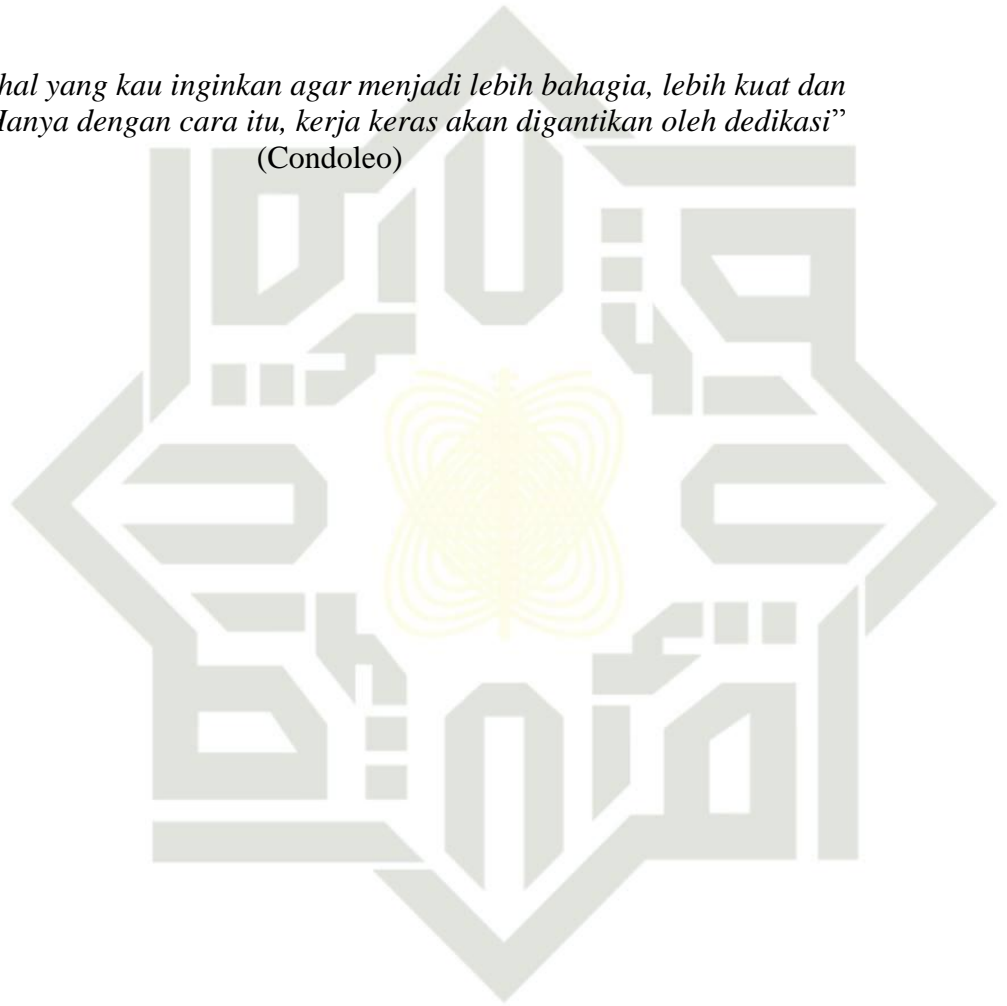 hal yang kau inginkan agar menjadi lebih bahagia, lebih kuat dan
Hanya dengan cara itu, kerja keras akan digantikan oleh dedikasi”
(Condoleo)